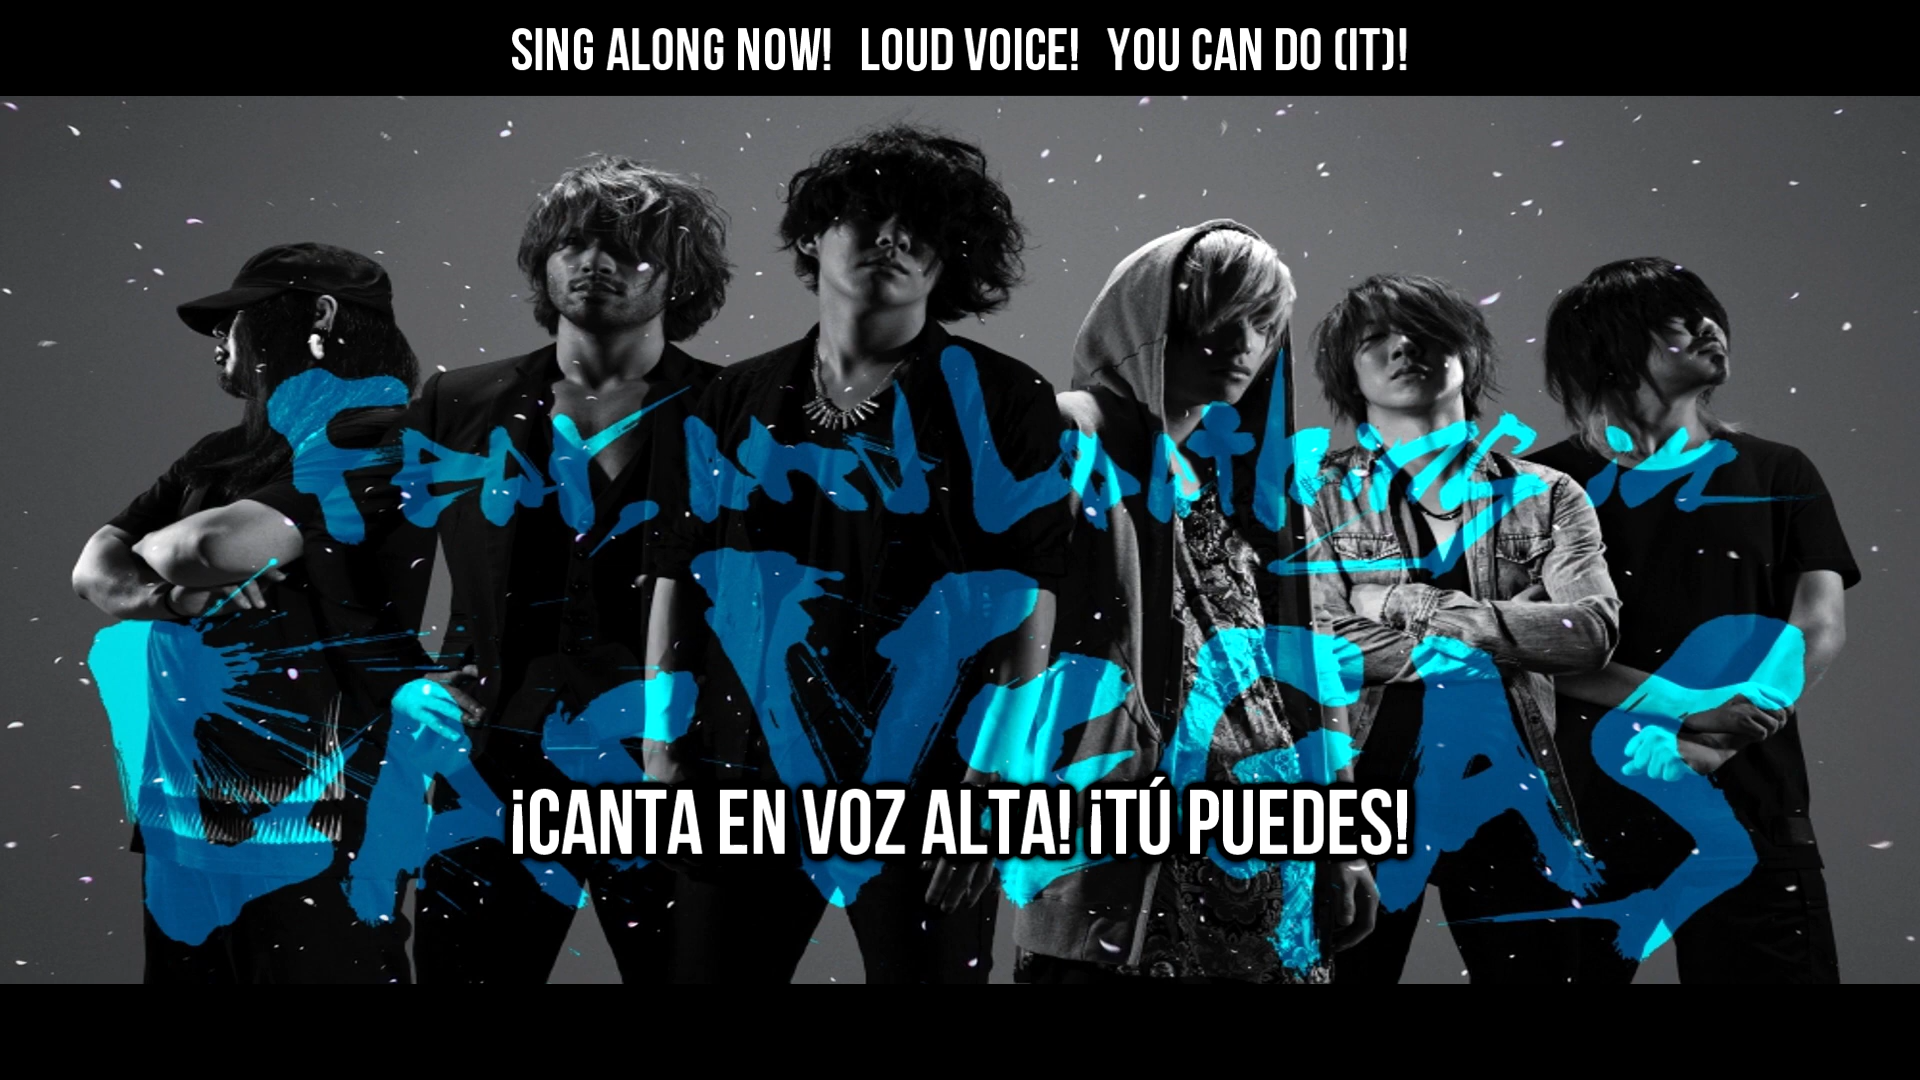 SING ALONG NOW! LOUD VOICE! YOU CAN DO (IT)!
Fear, and Loathing in
LAS VEGAS
¡CANTA EN VOZ ALTA! ¡TÚ PUEDES!